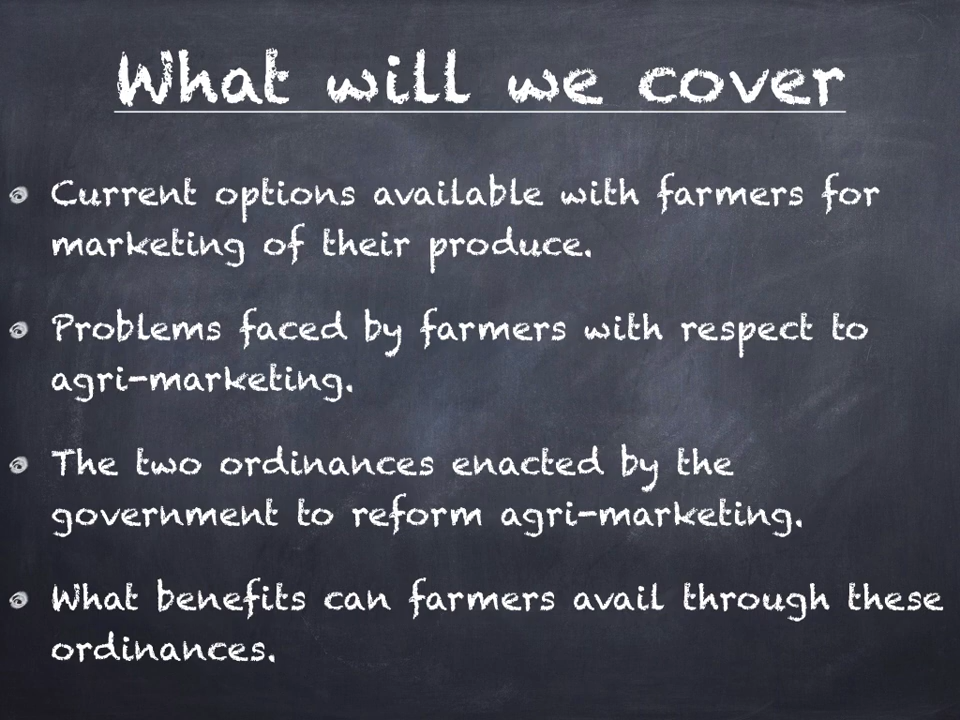 What will we cover
Current options available with farmers for
marketing of their produce.
Problems faced by farmers with respect to
agri-marketing.
The two ordinances enacted by the
government to reform agri-marketing.
What benefits can farmers avail through these
ordinances.